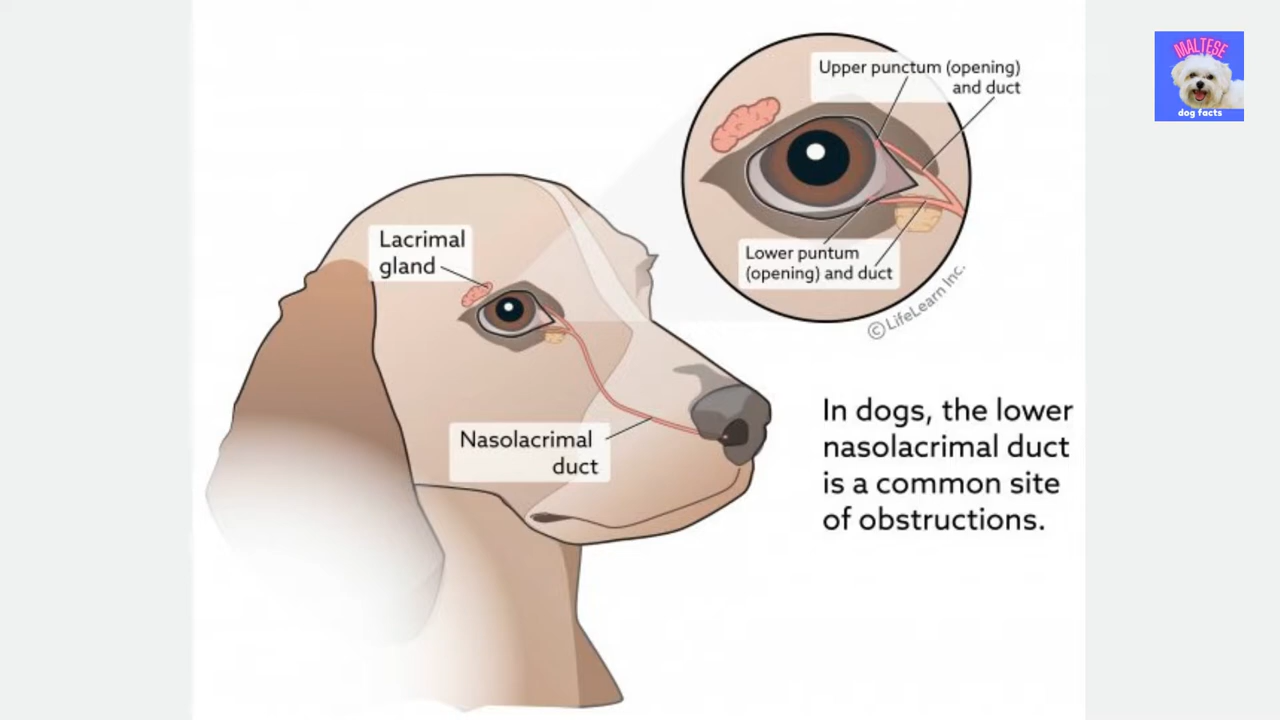 MALTESE
dog facts
Upper punctum (opening)
and duct
Lacrimal
gland
Lower puntum
(opening) and duct
©LifeLearn Inc.
Nasolacrimal
duct
In dogs, the lower
nasolacrimal duct
is a common site
of obstructions.